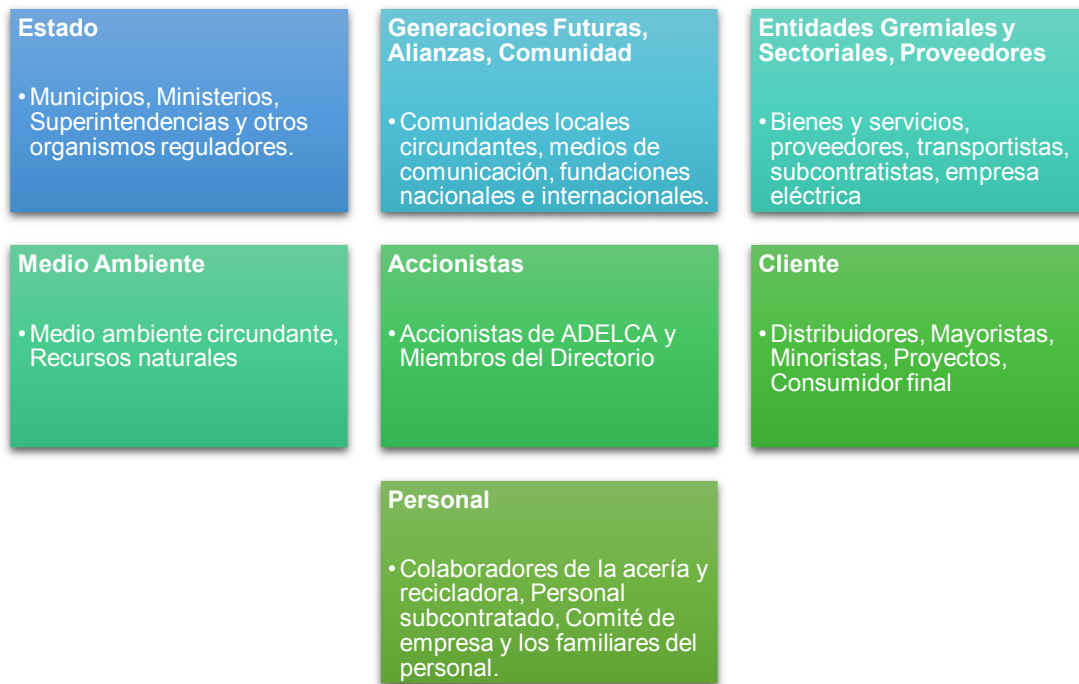 Estado
• Municipios, Ministerios,
Superintendencias y otros
organismos reguladores.
Generaciones Futuras,
Alianzas, Comunidad
• Comunidades locales
circundantes, medios de
comunicación, fundaciones
nacionales e internacionales.
Entidades Gremiales y
Sectoriales, Proveedores
• Bienes y servicios,
proveedores, transportistas,
subcontratistas, empresa
eléctrica
Medio Ambiente
• Medio ambiente circundante,
Recursos naturales
Accionistas
• Accionistas de ADELCA y
Miembros del Directorio
Cliente
• Distribuidores, Mayoristas,
Minoristas, Proyectos,
Consumidor final
Personal
• Colaboradores de la acería y
recicladora, Personal
subcontratado, Comité de
empresa y los familiares del
personal.